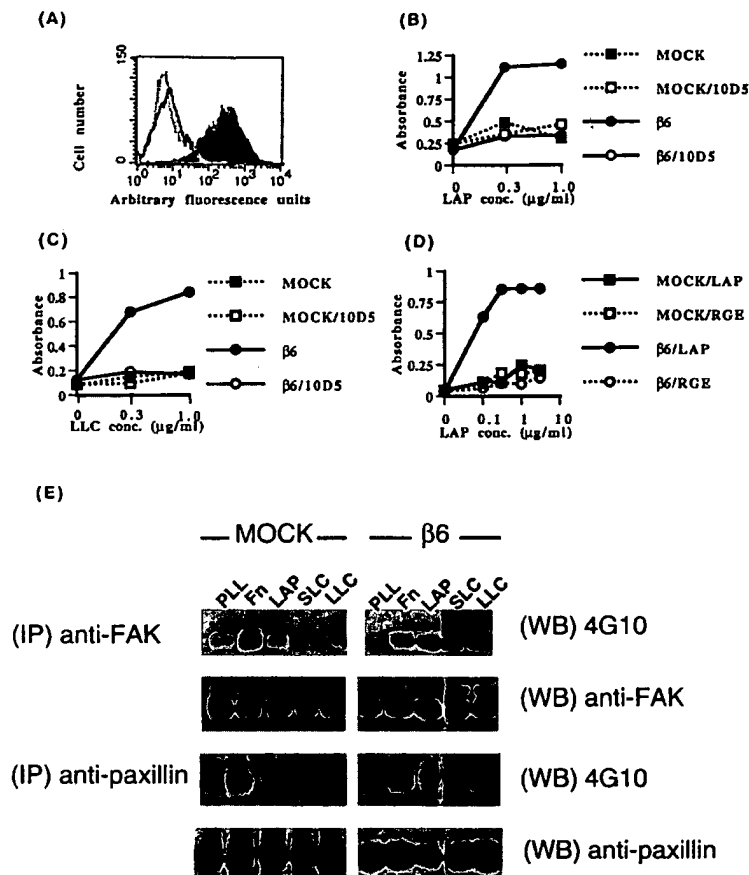 (A)
150
0
Cell number
10⁰ 10¹ 10² 10³ 10⁴
Arbitrary fluorescence units
(B)
1.25
1
0.75
0.5
0.25
0
Absorbance
0 0.3 1.0
LAP conc. (µg/ml)
MOCK
MOCK/10D5
β6
β6/10D5
(C)
1
0.8
0.6
0.4
0.2
0
Absorbance
0 0.3 1.0
LLC conc. (µg/ml)
MOCK
MOCK/10D5
β6
β6/10D5
(D)
1
0.75
0.5
0.25
0
Absorbance
0 0.1 1 10
LAP conc. (µg/ml)
MOCK/LAP
MOCK/RGE
β6/LAP
β6/RGE
(E)
MOCK β6
PLL Fn LAP SLC LLC PLL Fn LAP SLC LLC
(IP) anti-FAK (WB) 4G10
(WB) anti-FAK
(IP) anti-paxillin (WB) 4G10
(WB) anti-paxillin